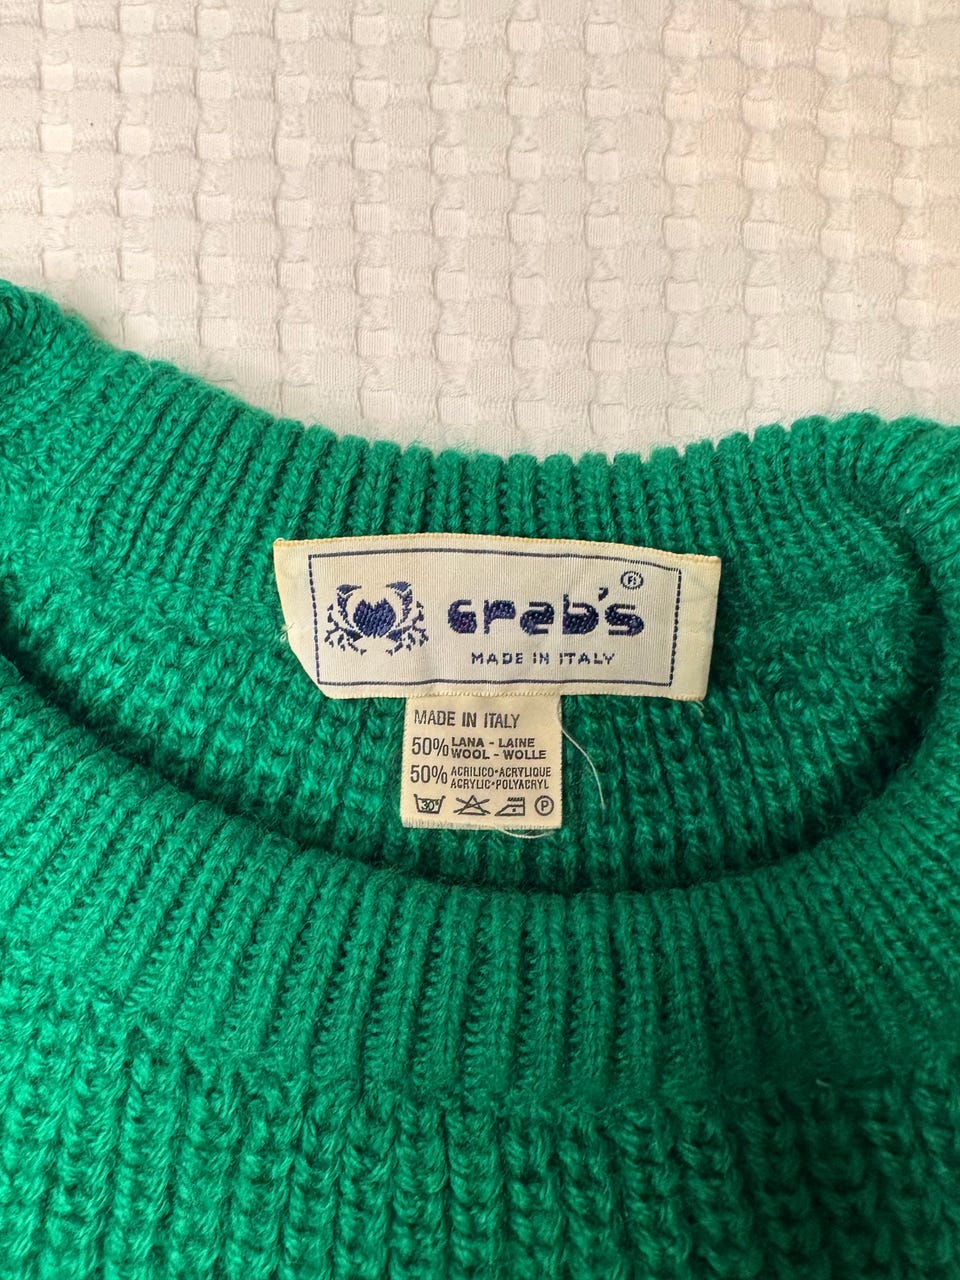 crab's ®
MADE IN ITALY
MADE IN ITALY
50% LANA - LAINE
WOOL - WOLLE
50% ACRILICO•ACRYLIQUE
ACRYLIC•POLYACRYL
30° P